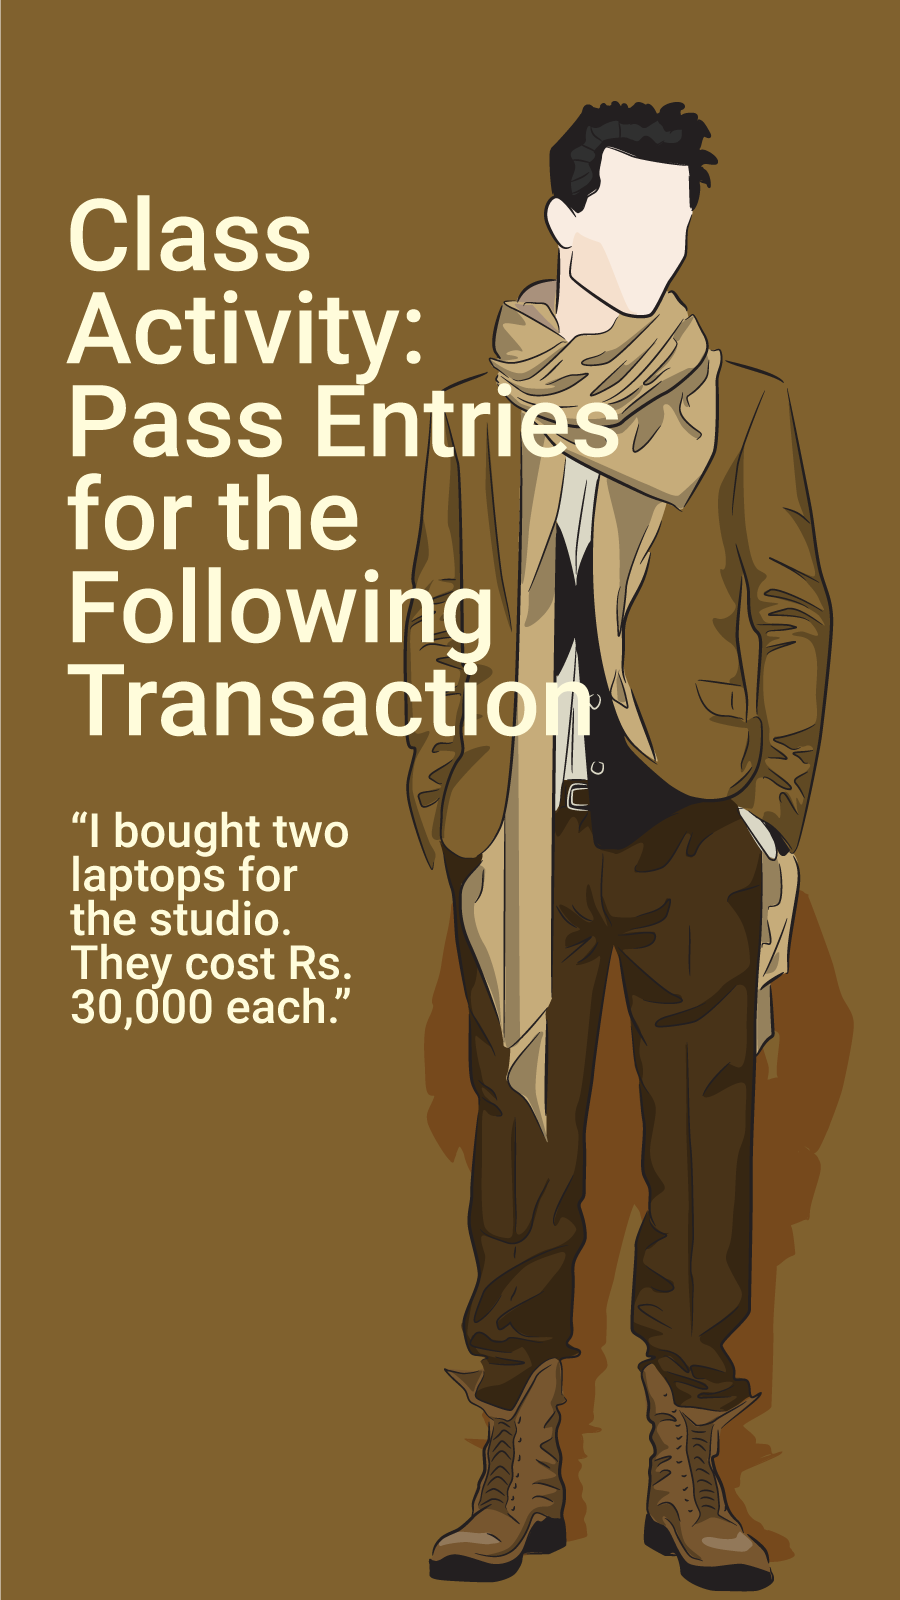 Class
Activity:
Pass Entries
for the
Following
Transaction
“I bought two
laptops for
the studio.
They cost Rs.
30,000 each.”